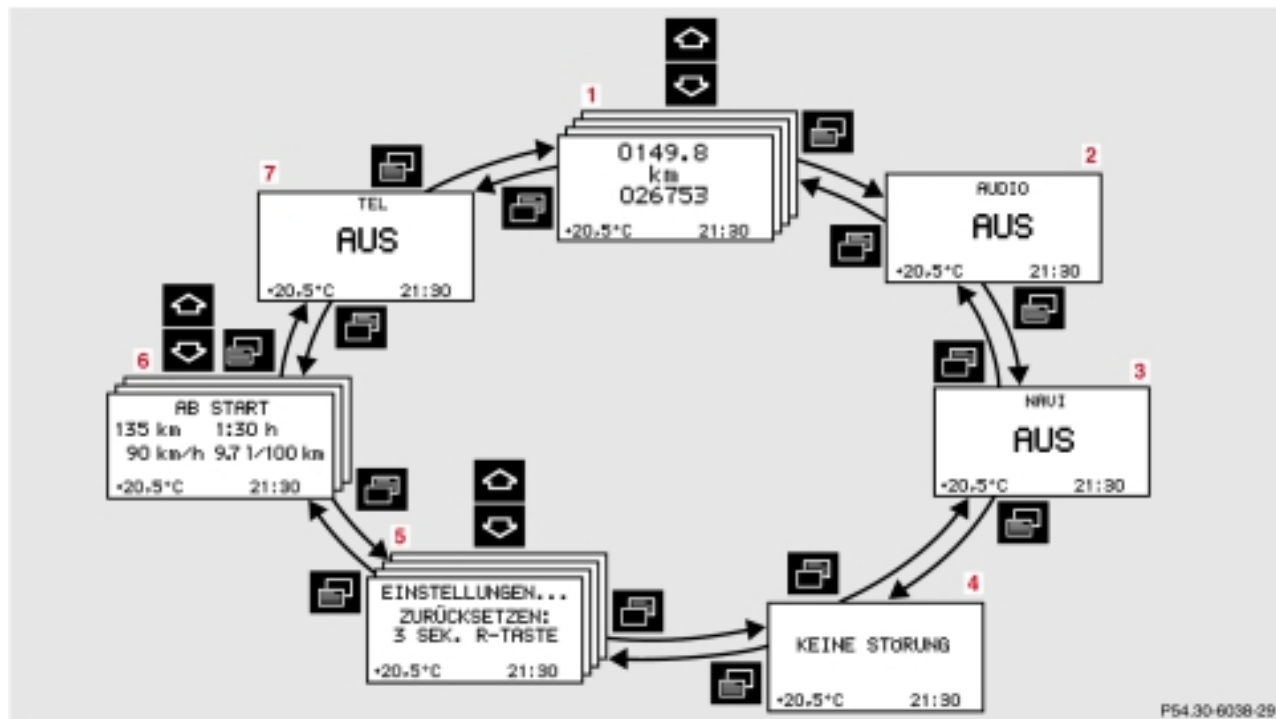 1
0149.8
km
026753
+20,5°C 21:30
2
AUDIO
AUS
+20,5°C 21:30
3
NAVI
AUS
+20,5°C 21:30
4
KEINE STÖRUNG
+20,5°C 21:30
5
EINSTELLUNGEN...
ZURÜCKSETZEN:
3 SEK. R-TASTE
+20,5°C 21:30
6
AB START
135 km 1:30 h
90 km/h 9.7 l/100 km
+20,5°C 21:30
7
TEL
AUS
+20,5°C 21:30
P54.30-6038-29